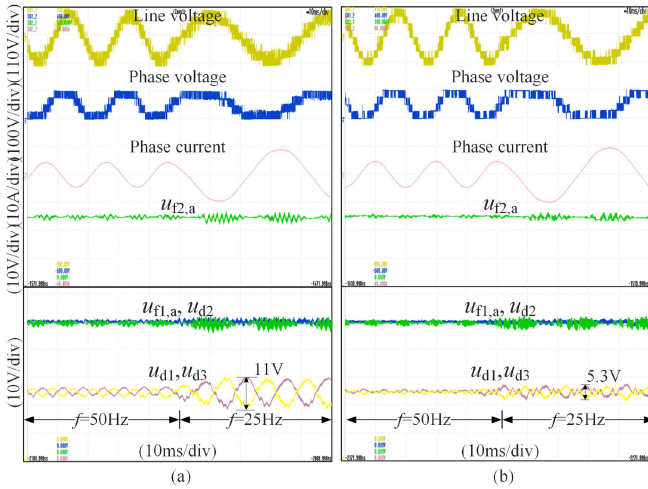 (a)
Line voltage
Phase voltage
Phase current
uf2,a
(10V/div)(10A/div)(100V/div)(110V/div)
uf1,a, ud2
ud1,ud3
11V
(10V/div)
f=50Hz
f=25Hz
(10ms/div)
(a)
(b)
Line voltage
Phase voltage
Phase current
uf2,a
uf1,a, ud2
ud1,ud3
5.3V
f=50Hz
f=25Hz
(10ms/div)
(b)